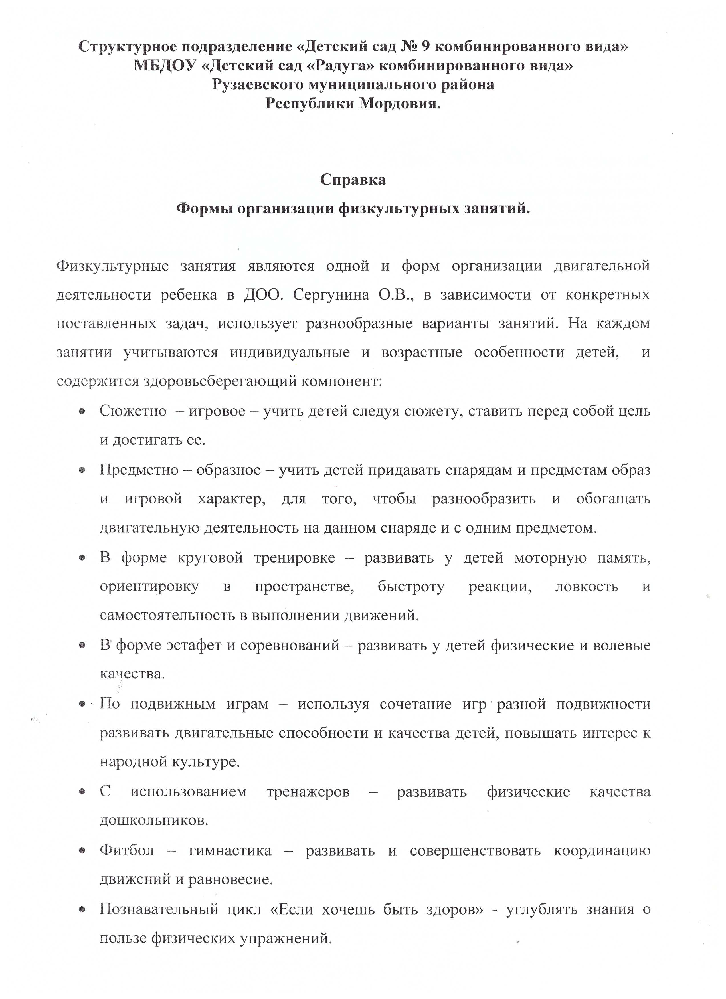 Структурное подразделение «Детский сад № 9 комбинированного вида»
МБДОУ «Детский сад «Радуга» комбинированного вида»
Рузаевского муниципального района
Республики Мордовия.
Справка
Формы организации физкультурных занятий.
Физкультурные занятия являются одной и форм организации двигательной
деятельности ребенка в ДОО. Сергунина О.В., в зависимости от конкретных
поставленных задач, использует разнообразные варианты занятий. На каждом
занятии учитываются индивидуальные и возрастные особенности детей, и
содержится здоровьсберегающий компонент:
• Сюжетно – игровое – учить детей следуя сюжету, ставить перед собой цель
и достигать ее.
• Предметно – образное – учить детей придавать снарядам и предметам образ
и игровой характер, для того, чтобы разнообразить и обогащать
двигательную деятельность на данном снаряде и с одним предметом.
• В форме круговой тренировке – развивать у детей моторную память,
ориентировку в пространстве, быстроту реакции, ловкость и
самостоятельность в выполнении движений.
• В форме эстафет и соревнований – развивать у детей физические и волевые
качества.
• По подвижным играм – используя сочетание игр разной подвижности
развивать двигательные способности и качества детей, повышать интерес к
народной культуре.
• С использованием тренажеров – развивать физические качества
дошкольников.
• Фитбол – гимнастика – развивать и совершенствовать координацию
движений и равновесие.
• Познавательный цикл «Если хочешь быть здоров» - углублять знания о
пользе физических упражнений.